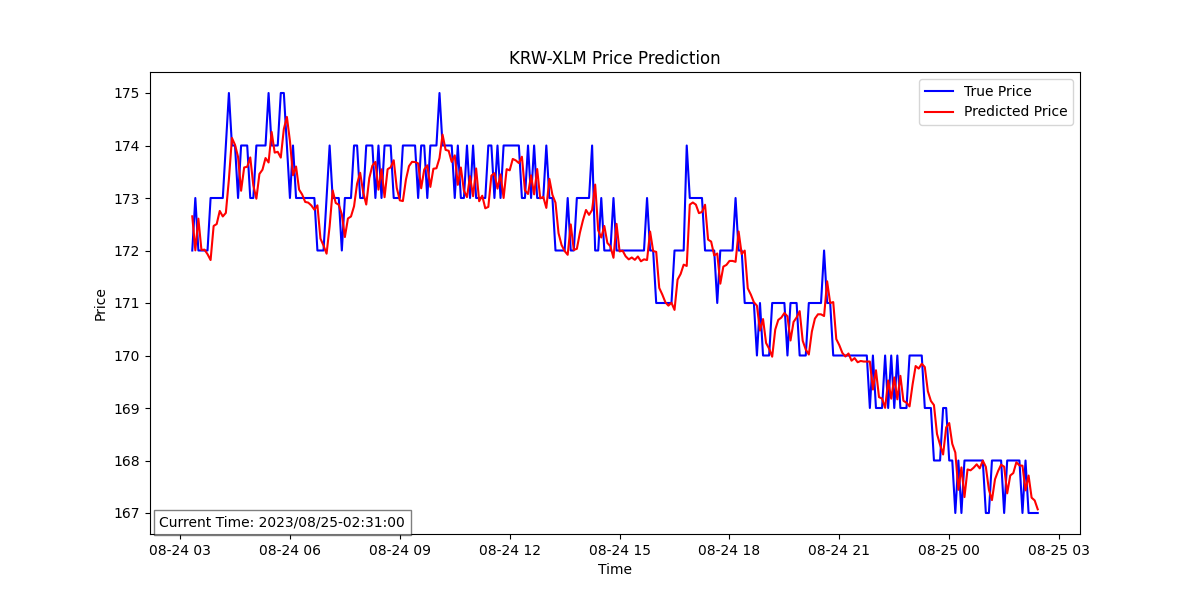 KRW-XLM Price Prediction
True Price
Predicted Price
175
174
173
172
171
170
169
168
167
Price
Current Time: 2023/08/25-02:31:00
08-24 03 08-24 06 08-24 09 08-24 12 08-24 15 08-24 18 08-24 21 08-25 00 08-25 03
Time